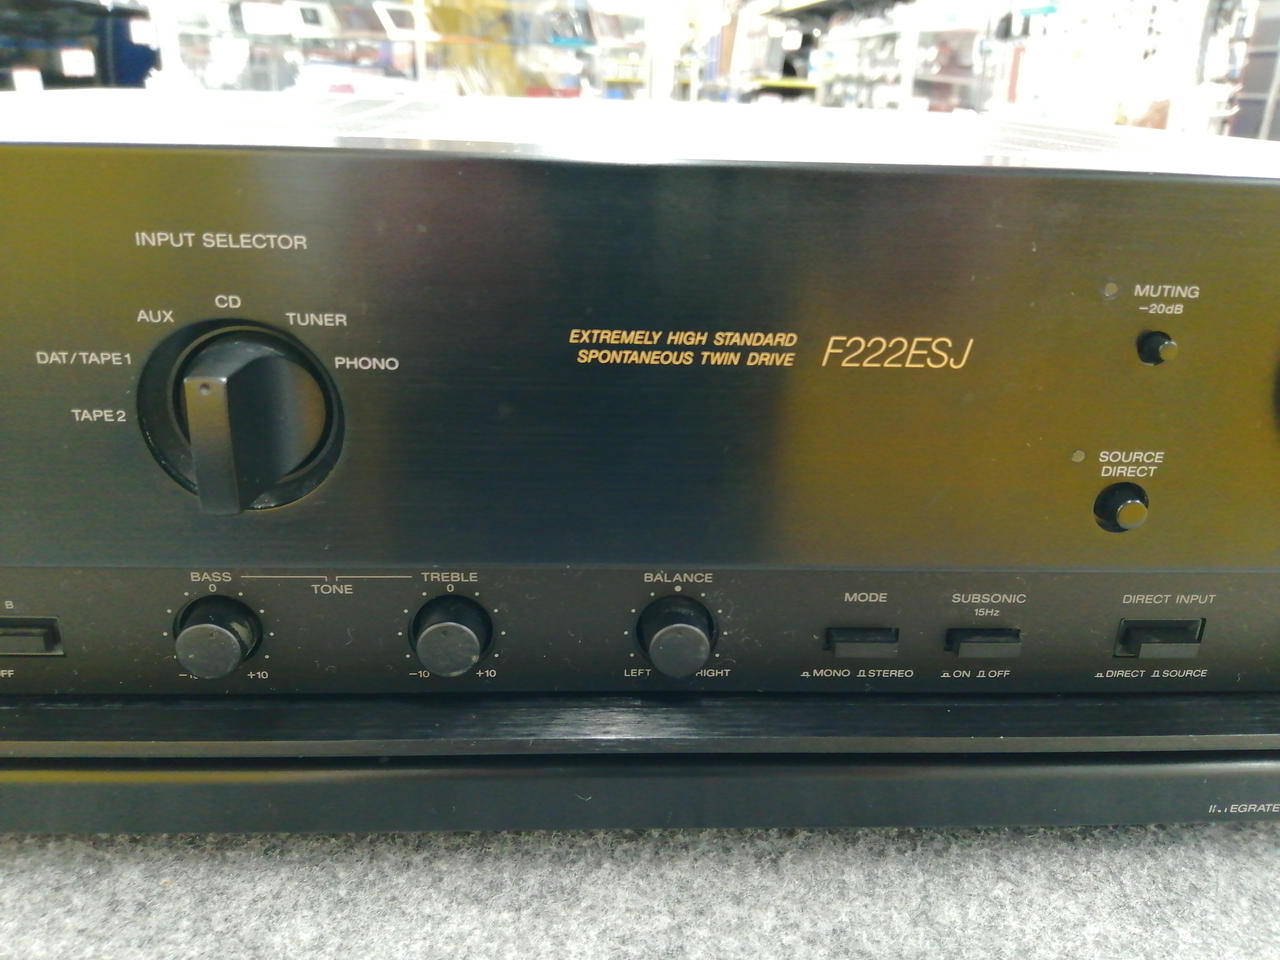 INPUT SELECTOR
CD
AUX
TUNER
DAT/TAPE1
PHONO
TAPE2
EXTREMELY HIGH STANDARD
SPONTANEOUS TWIN DRIVE
F222ESJ
MUTING
-20dB
SOURCE
DIRECT
B
BASS
0
TONE
TREBLE
0
BALANCE
MODE
SUBSONIC
15Hz
DIRECT INPUT
+10
-10
+10
LEFT
RIGHT
MONO STEREO
ON OFF
DIRECT SOURCE